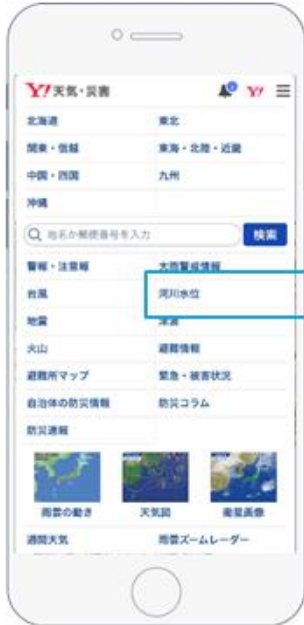 Y!天気・災害
Y!
北海道 東北
関東・信越 東海・北陸・近畿
中国・四国 九州
沖縄
地名か郵便番号を入力 検索
警報・注意報 大雨警戒情報
台風 河川水位
地震 津波
火山 避難情報
避難所マップ 緊急・被害状況
自治体の防災情報 防災コラム
防災速報
雨雲の動き 天気図 衛星画像
週間天気 雨雲ズームレーダー